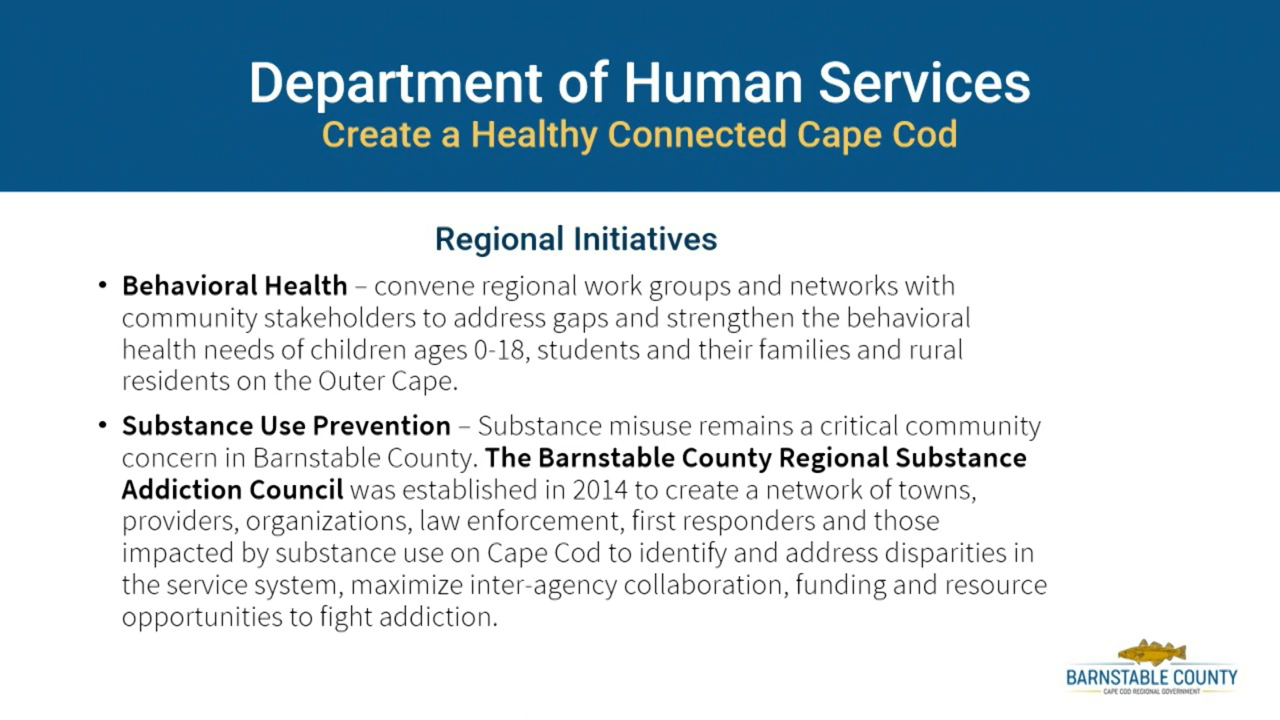 Department of Human Services
Create a Healthy Connected Cape Cod
Regional Initiatives
• Behavioral Health – convene regional work groups and networks with
community stakeholders to address gaps and strengthen the behavioral
health needs of children ages 0-18, students and their families and rural
residents on the Outer Cape.
• Substance Use Prevention – Substance misuse remains a critical community
concern in Barnstable County. The Barnstable County Regional Substance
Addiction Council was established in 2014 to create a network of towns,
providers, organizations, law enforcement, first responders and those
impacted by substance use on Cape Cod to identify and address disparities in
the service system, maximize inter-agency collaboration, funding and resource
opportunities to fight addiction.
BARNSTABLE COUNTY
CAPE COD REGIONAL GOVERNMENT